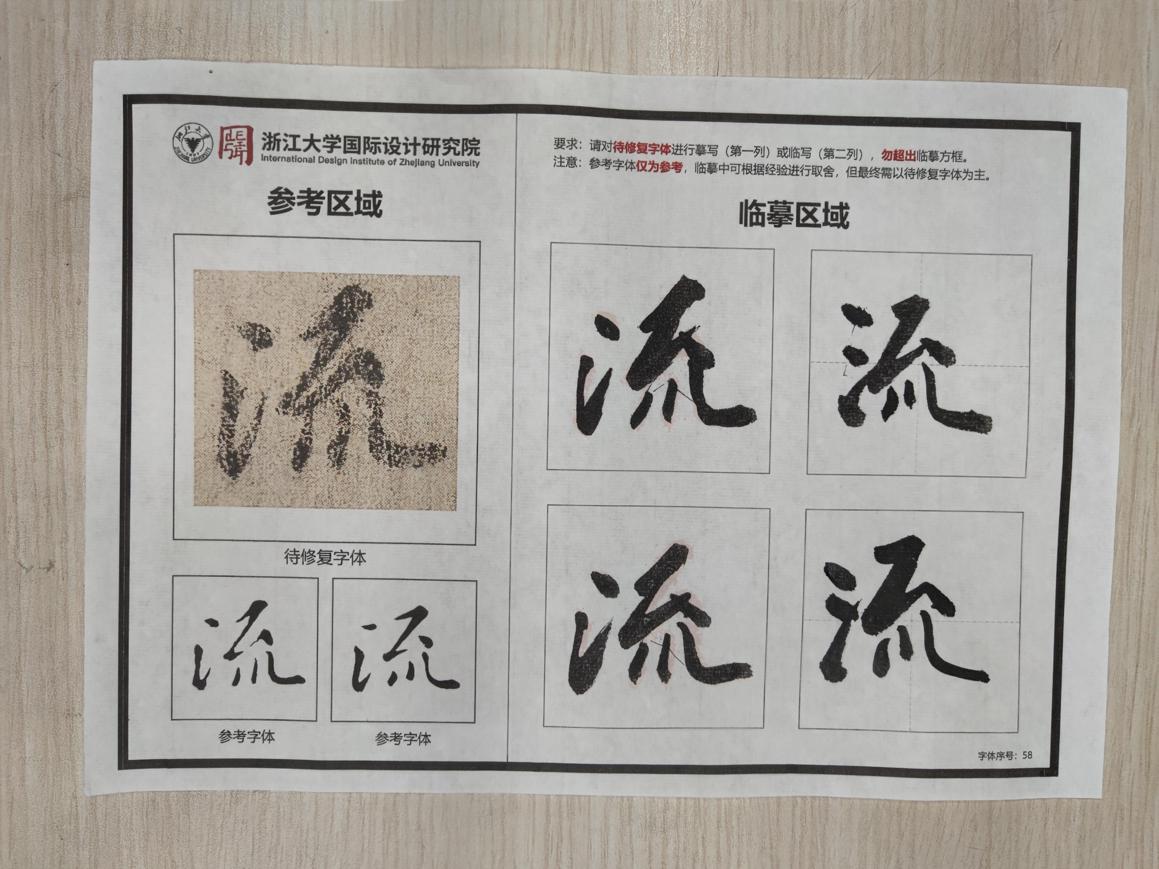 浙江大学国际设计研究院
International Design Institute of Zhejiang University
参考区域
流
待修复字体
流 流
参考字体 参考字体
要求：请对待修复字体进行摹写（第一列）或临写（第二列），勿超出临摹方框。
注意：参考字体仅为参考，临摹中可根据经验进行取舍，但最终需以待修复字体为主。
临摹区域
流 流
流 流
字体序号：58